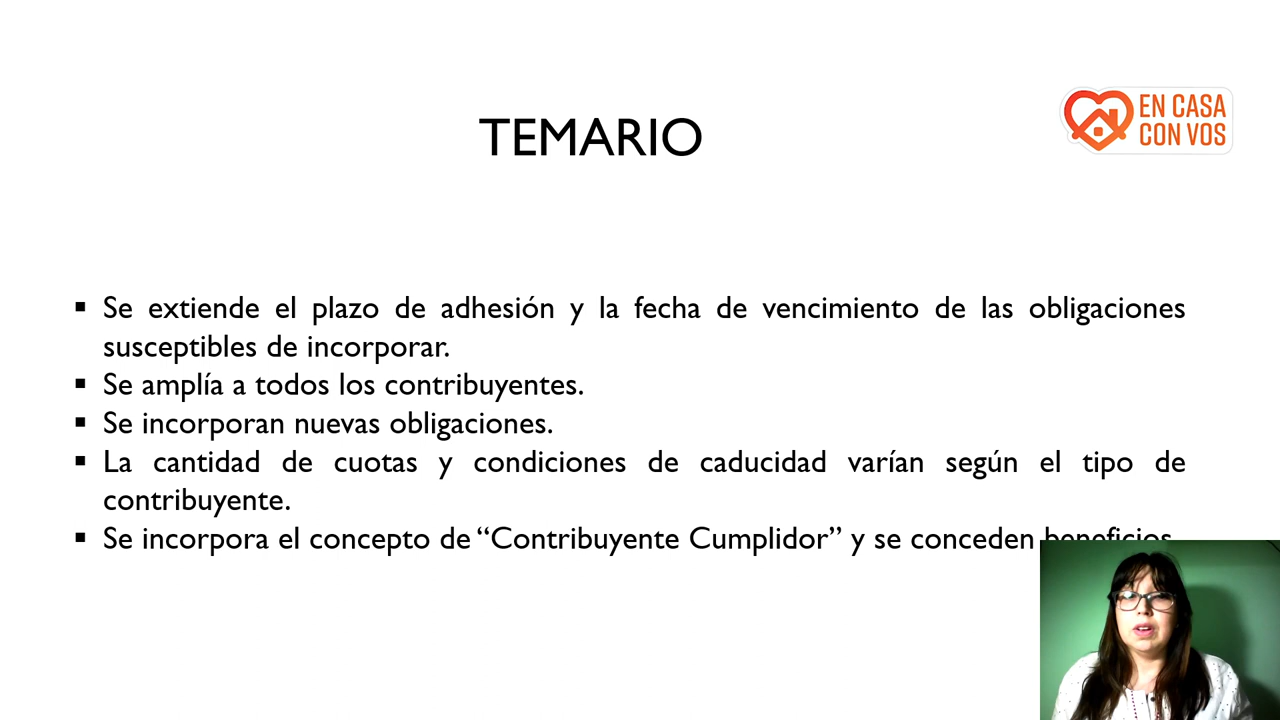 TEMARIO
EN CASA
CON VOS
▪ Se extiende el plazo de adhesión y la fecha de vencimiento de las obligaciones
susceptibles de incorporar.
▪ Se amplía a todos los contribuyentes.
▪ Se incorporan nuevas obligaciones.
▪ La cantidad de cuotas y condiciones de caducidad varían según el tipo de
contribuyente.
▪ Se incorpora el concepto de “Contribuyente Cumplidor” y se conceden beneficios.